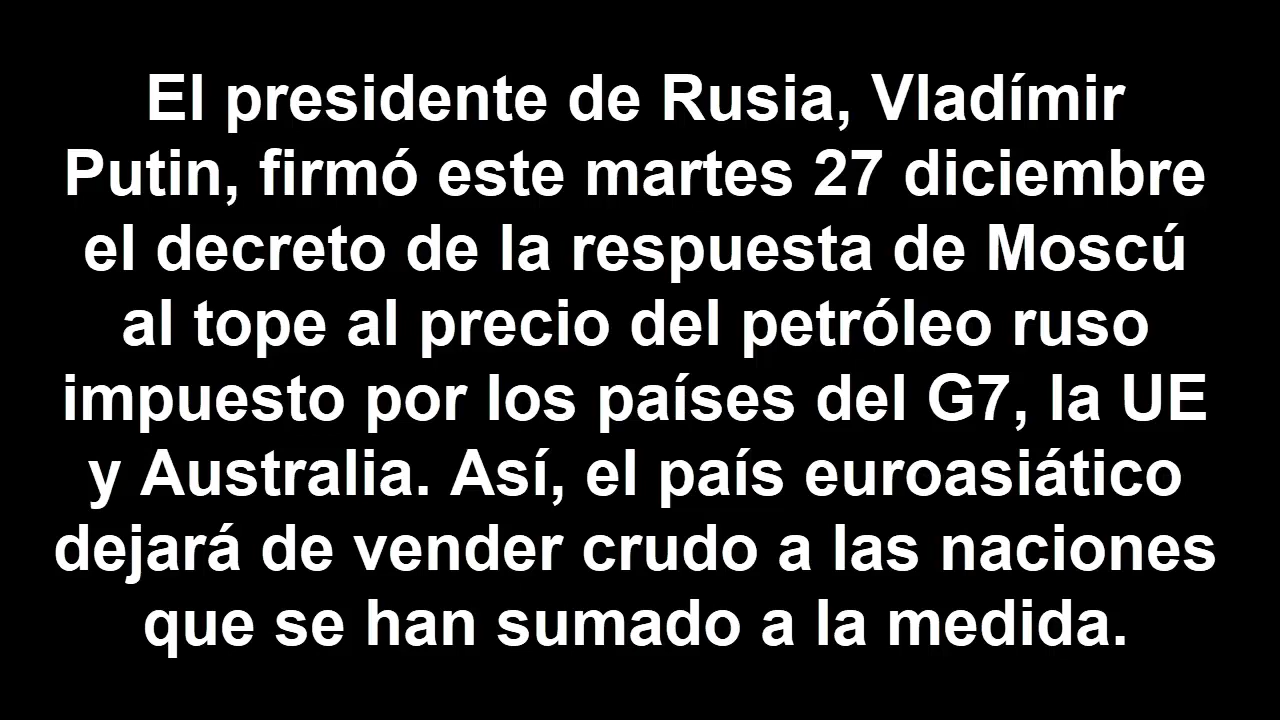 El presidente de Rusia, Vladímir
Putin, firmó este martes 27 diciembre
el decreto de la respuesta de Moscú
al tope al precio del petróleo ruso
impuesto por los países del G7, la UE
y Australia. Así, el país euroasiático
dejará de vender crudo a las naciones
que se han sumado a la medida.